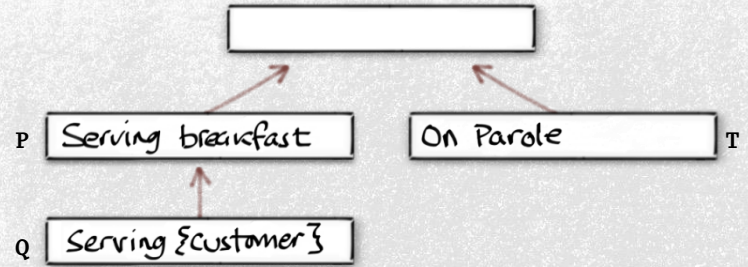 P Serving breakfast
On Parole T
Q Serving {customer}